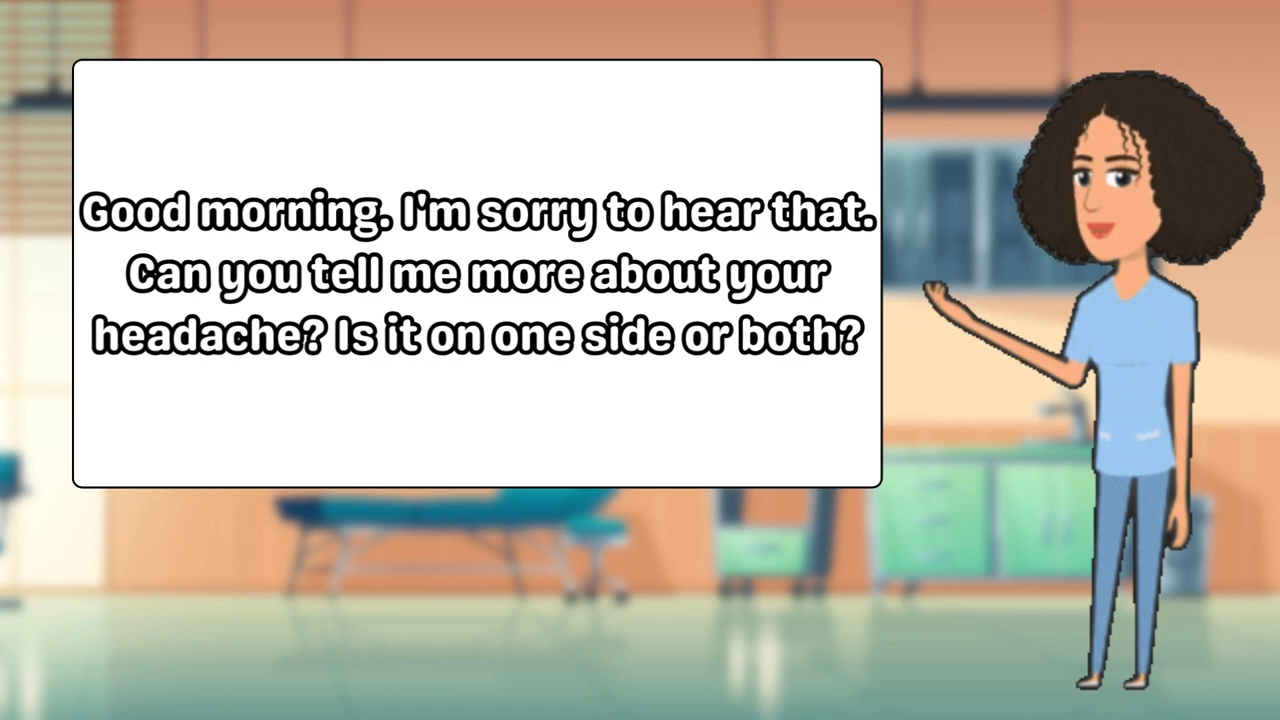 Good morning. I'm sorry to hear that.
Can you tell me more about your
headache? Is it on one side or both?